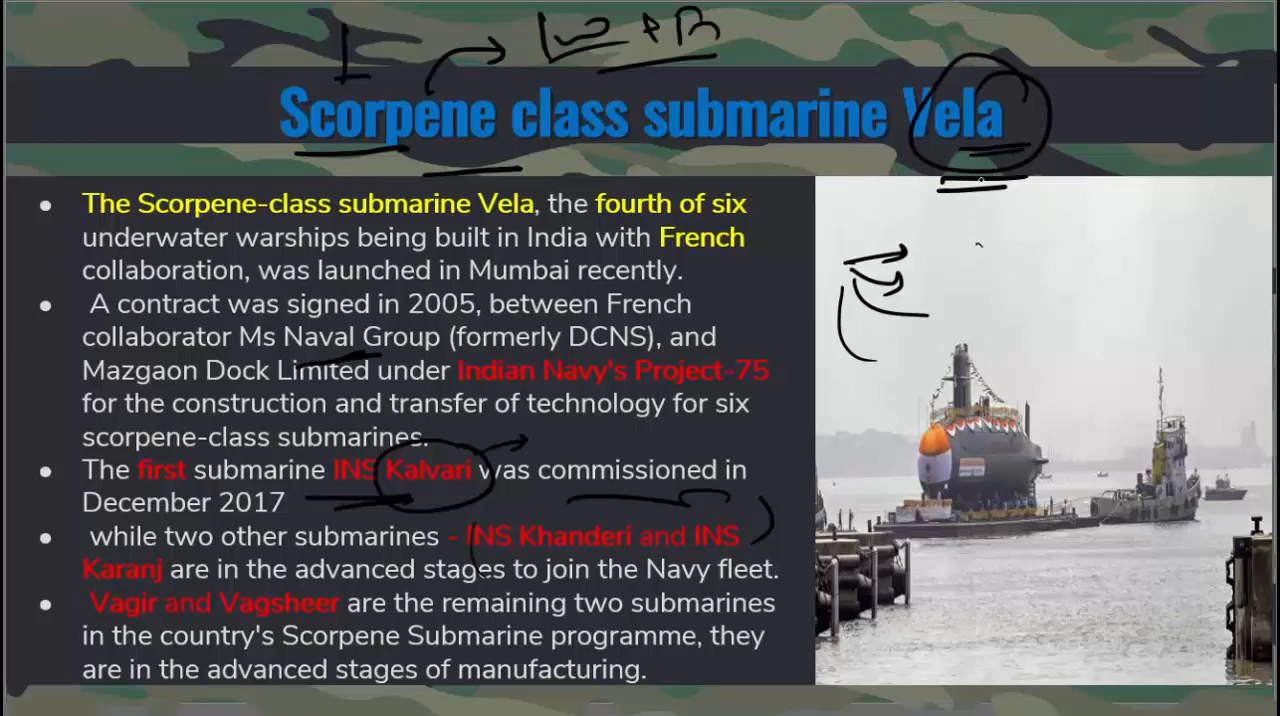 Scorpene class submarine Vela
● The Scorpene-class submarine Vela, the fourth of six
underwater warships being built in India with French
collaboration, was launched in Mumbai recently.
● A contract was signed in 2005, between French
collaborator Ms Naval Group (formerly DCNS), and
Mazgaon Dock Limited under Indian Navy's Project-75
for the construction and transfer of technology for six
scorpene-class submarines.
● The first submarine INS Kalvari was commissioned in
December 2017
● while two other submarines - INS Khanderi and INS
Karanj are in the advanced stages to join the Navy fleet.
● Vagir and Vagsheer are the remaining two submarines
in the country's Scorpene Submarine programme, they
are in the advanced stages of manufacturing.